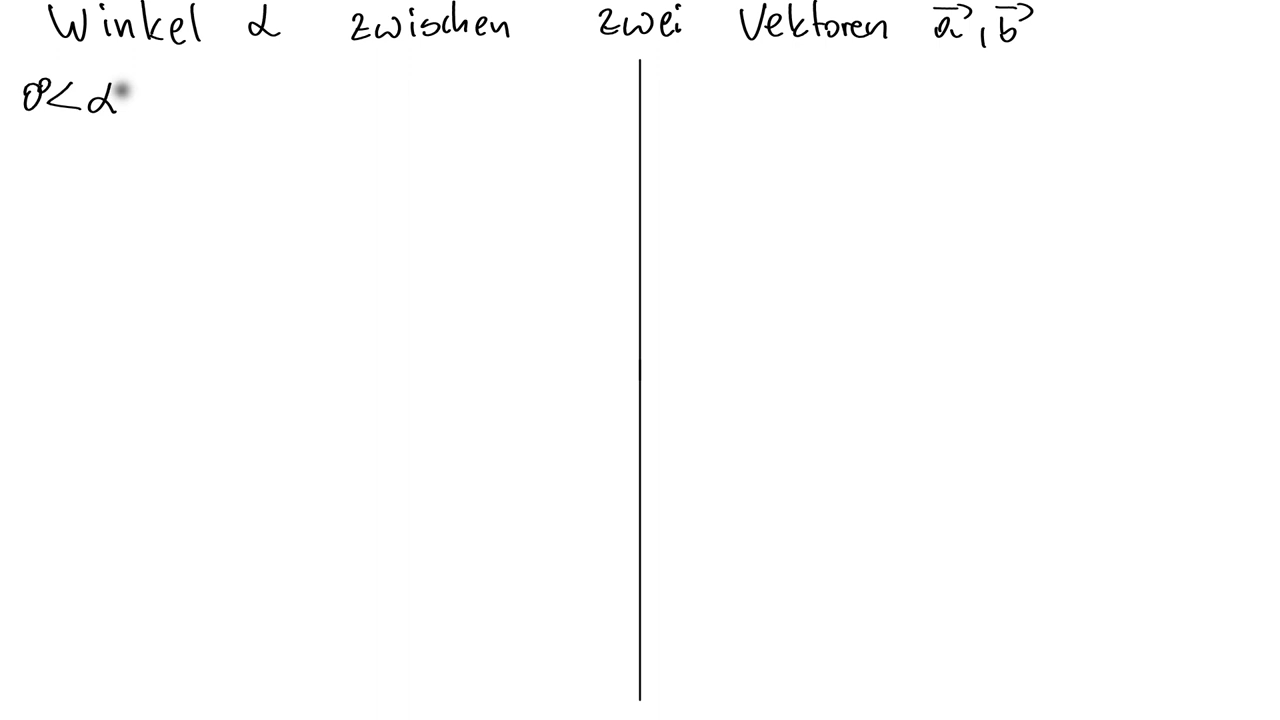 Winkel α zwischen zwei Vektoren a⃗, b⃗
0°< α